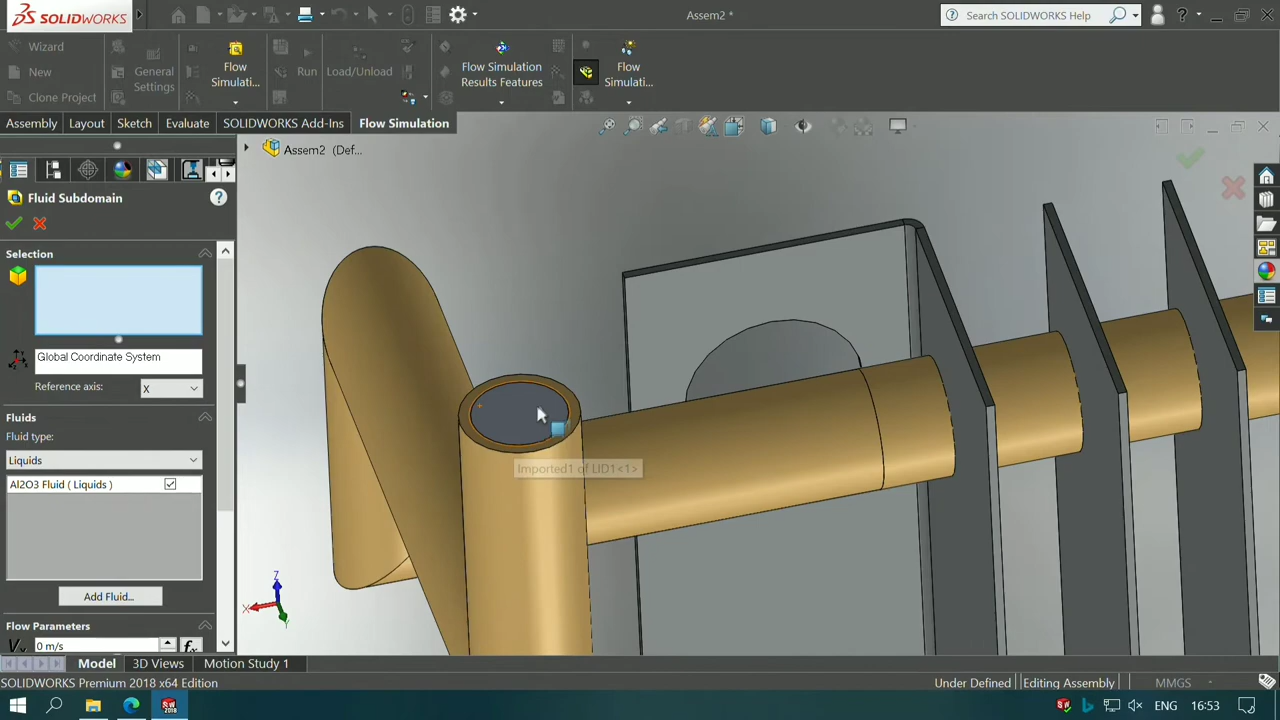 SOLIDWORKS
Assem2 *
Search SOLIDWORKS Help
Wizard
New
Clone Project
General
Settings
Flow
Simulati...
Run
Load/Unload
Flow Simulation
Results Features
Flow
Simulati...
Assembly
Layout
Sketch
Evaluate
SOLIDWORKS Add-Ins
Flow Simulation
Assem2 (Def...
Fluid Subdomain
Selection
Global Coordinate System
Reference axis:
X
Fluids
Fluid type:
Liquids
Al2O3 Fluid ( Liquids )
Add Fluid...
Flow Parameters
0 m/s
Imported1 of LID1<1>
Z
X
Y
Model
3D Views
Motion Study 1
SOLIDWORKS Premium 2018 x64 Edition
Under Defined
Editing Assembly
MMGS
ENG
16:53